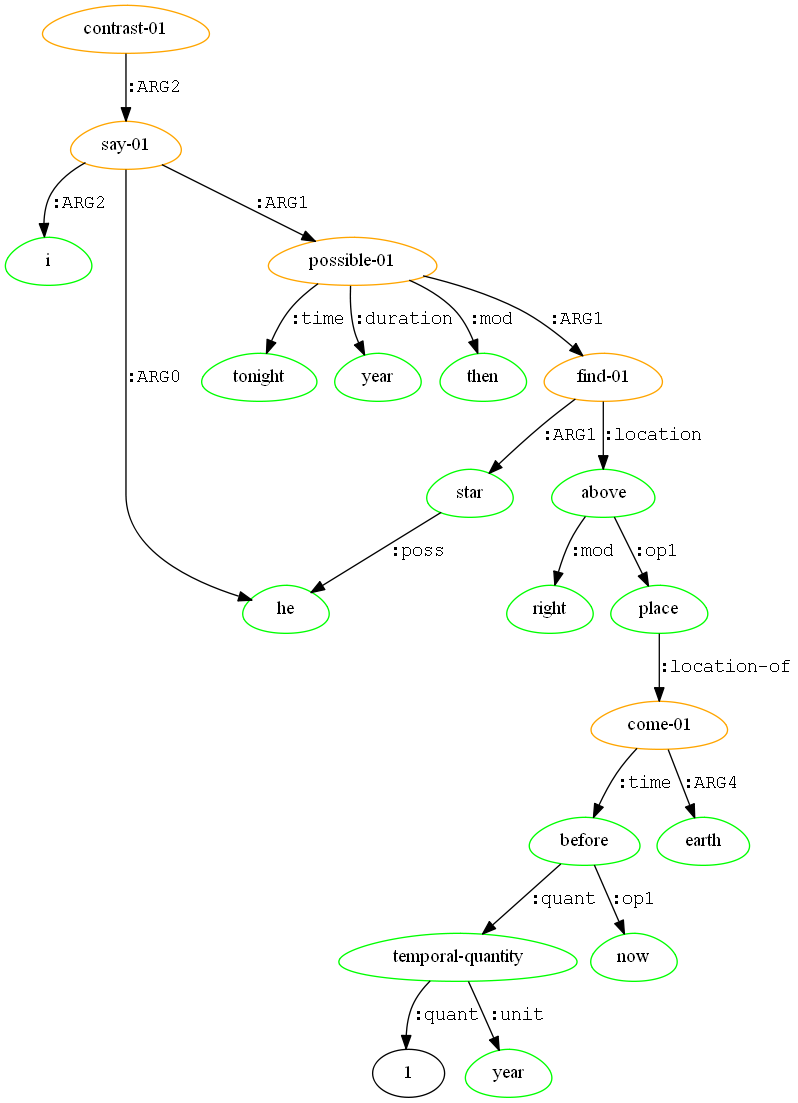 contrast-01
:ARG2
say-01
:ARG2
:ARG1
i
possible-01
:time :duration :mod :ARG1
:ARG0
tonight year then find-01
:ARG1 :location
star above
:poss :mod :op1
he right place
:location-of
come-01
:time :ARG4
before earth
:quant :op1
temporal-quantity now
:quant :unit
1 year